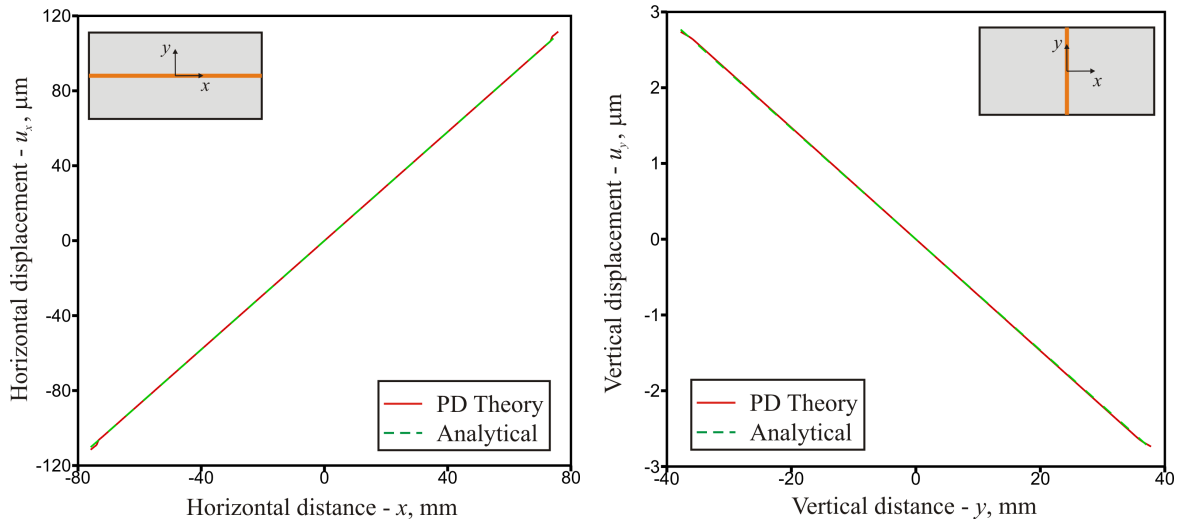 120
80
40
0
-40
-80
-120
-80
-40
0
40
80
Horizontal displacement - uₓ, μm
Horizontal distance - x, mm
y
x
PD Theory
Analytical
3
2
1
0
-1
-2
-3
-40
-20
0
20
40
Vertical displacement - u_y, μm
Vertical distance - y, mm
y
x
PD Theory
Analytical